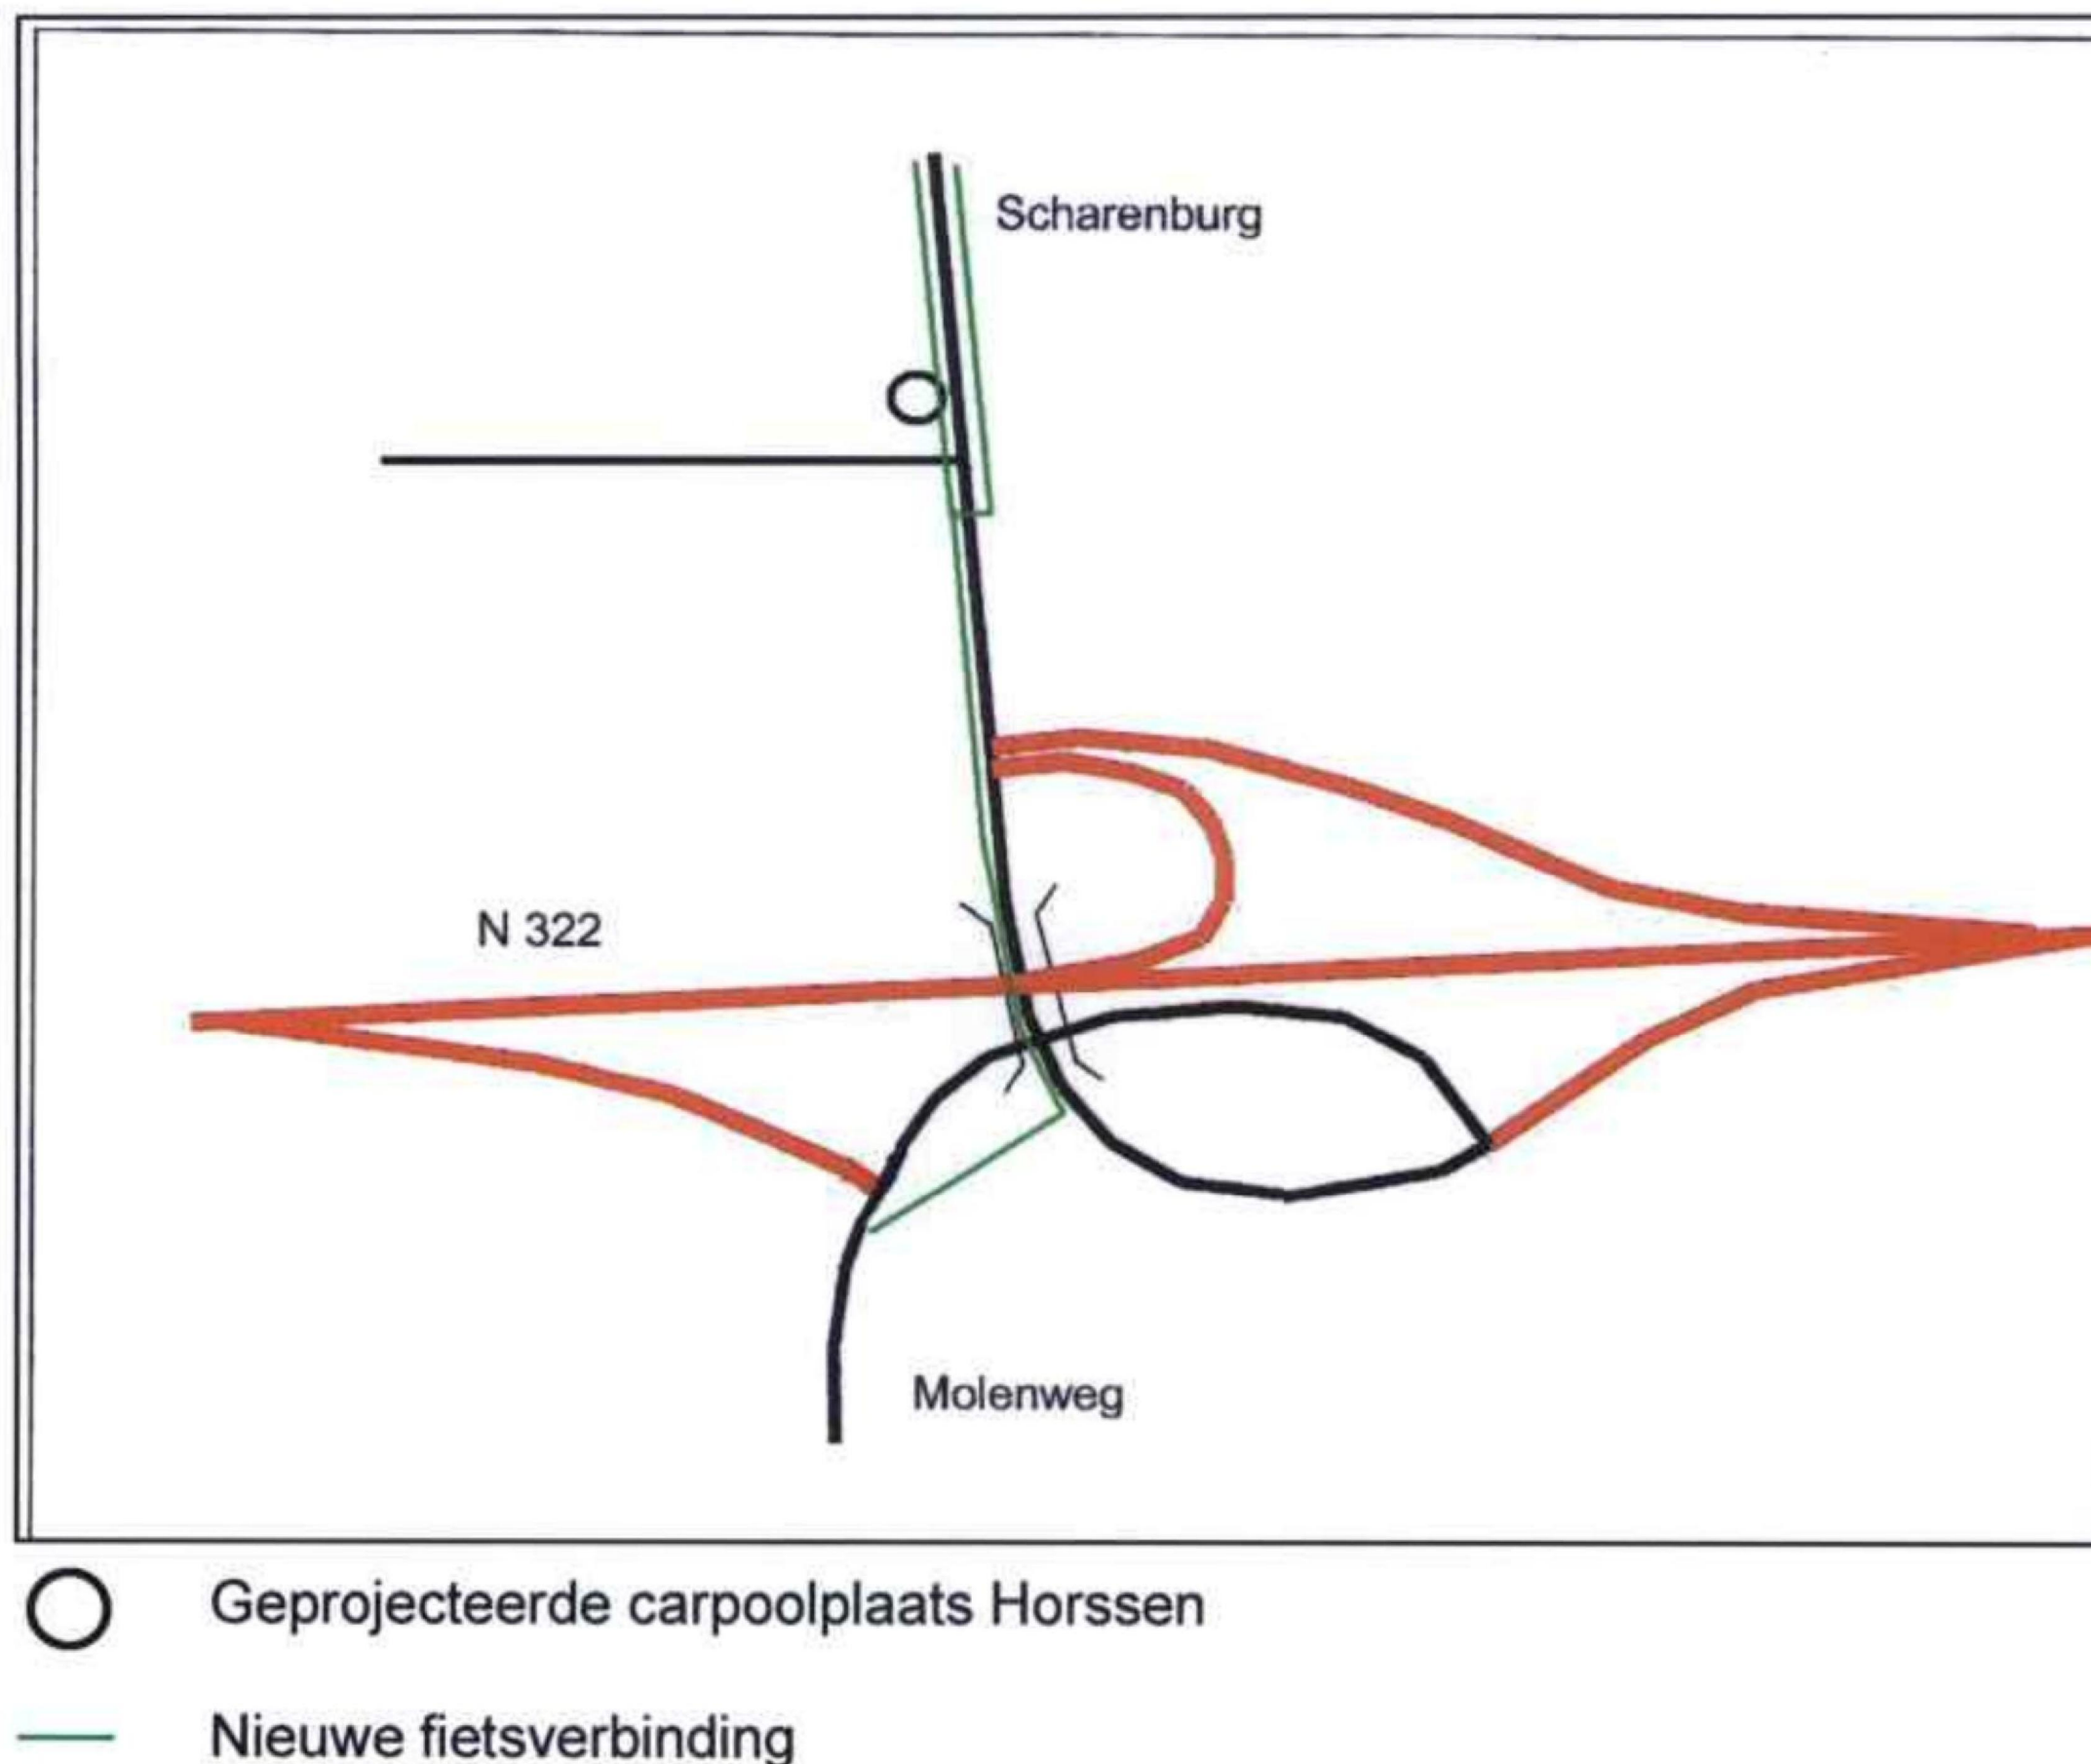 Scharenburg
N 322
Molenweg
Geprojecteerde carpoolplaats Horssen
Nieuwe fietsverbinding